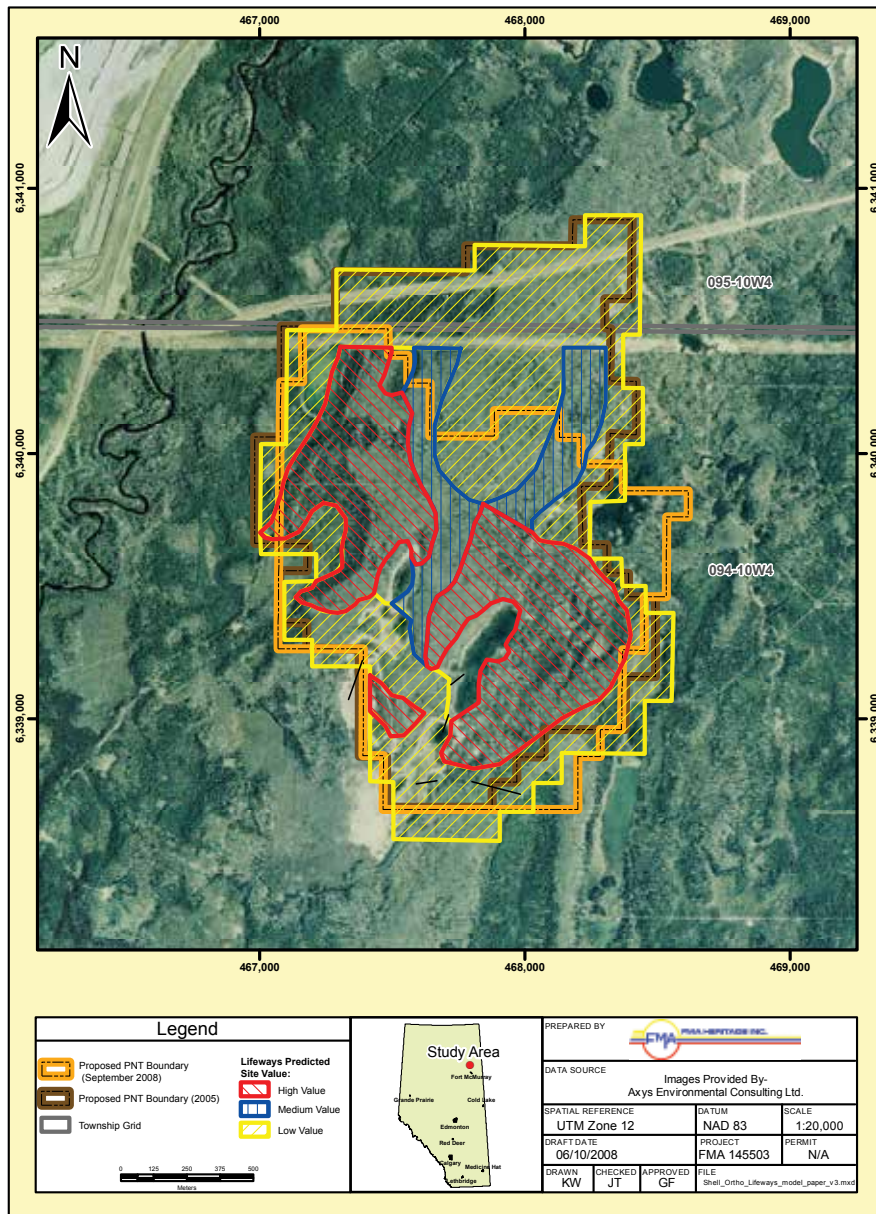 467,000 468,000 469,000
N
6,341,000 6,341,000
095-10W4
6,340,000 6,340,000
094-10W4
6,339,000 6,339,000
467,000 468,000 469,000
Legend
Proposed PNT Boundary
(September 2008)
Proposed PNT Boundary (2005)
Township Grid
Lifeways Predicted
Site Value:
High Value
Medium Value
Low Value
0 125 250 375 500
Meters
Study Area
Fort McMurray
Grande Prairie
Cold Lake
Edmonton
Red Deer
Calgary
Medicine Hat
Lethbridge
PREPARED BY
FMA
FMA HERITAGE INC.
DATA SOURCE
Images Provided By-
Axys Environmental Consulting Ltd.
SPATIAL REFERENCE DATUM SCALE
UTM Zone 12 NAD 83 1:20,000
DRAFT DATE PROJECT PERMIT
06/10/2008 FMA 145503 N/A
DRAWN CHECKED APPROVED FILE
KW JT GF Shell_Ortho_Lifeways_model_paper_v3.mxd